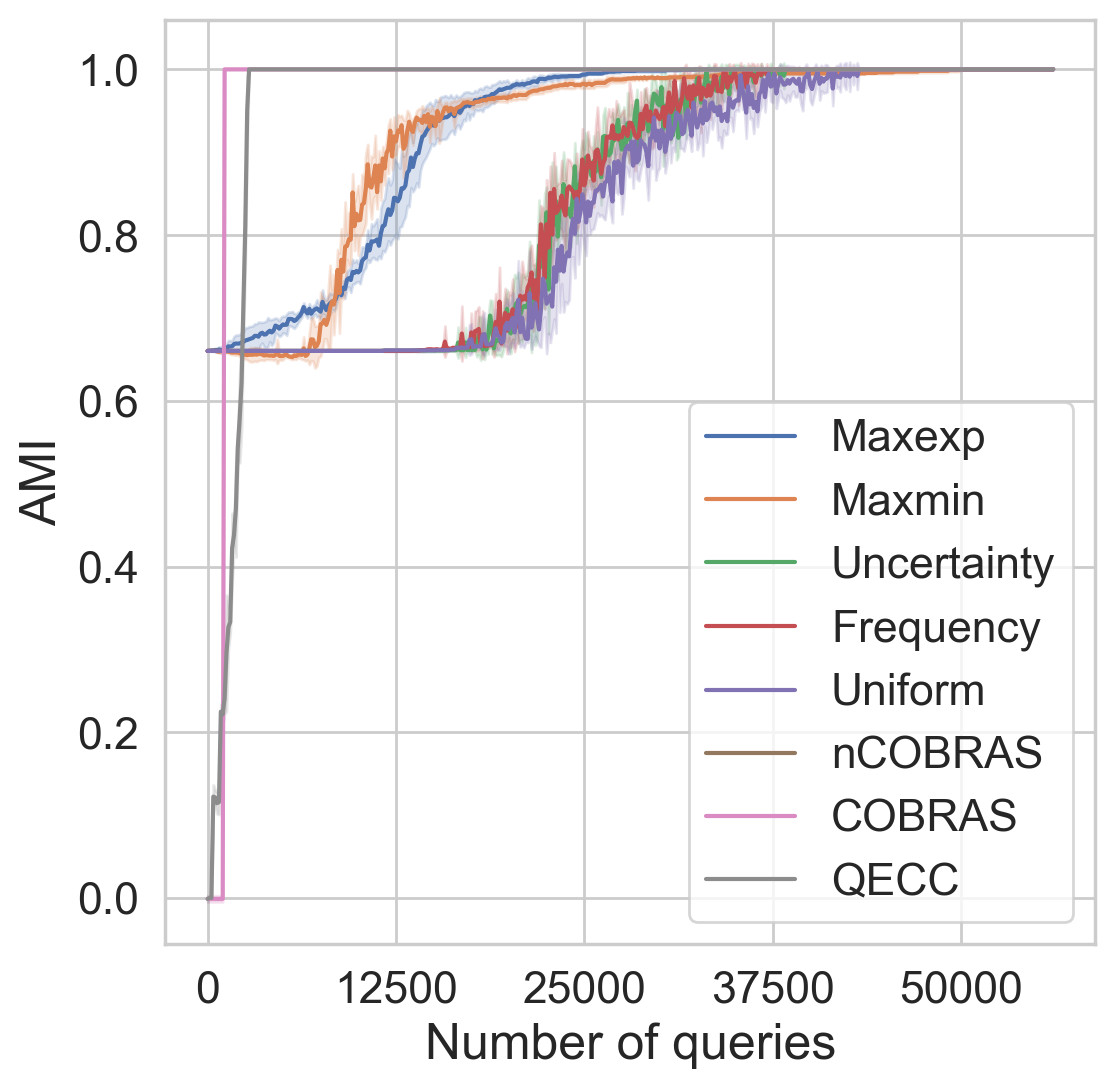 AMI
1.0
0.8
0.6
0.4
0.2
0.0
Maxexp
Maxmin
Uncertainty
Frequency
Uniform
nCOBRAS
COBRAS
QECC
0 12500 25000 37500 50000
Number of queries